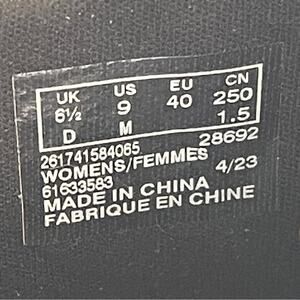 UK US EU CN
6½ 9 40 250
D M 1.5
261741584065 28692
WOMENS/FEMMES
61633583 4/23
MADE IN CHINA
FABRIQUE EN CHINE